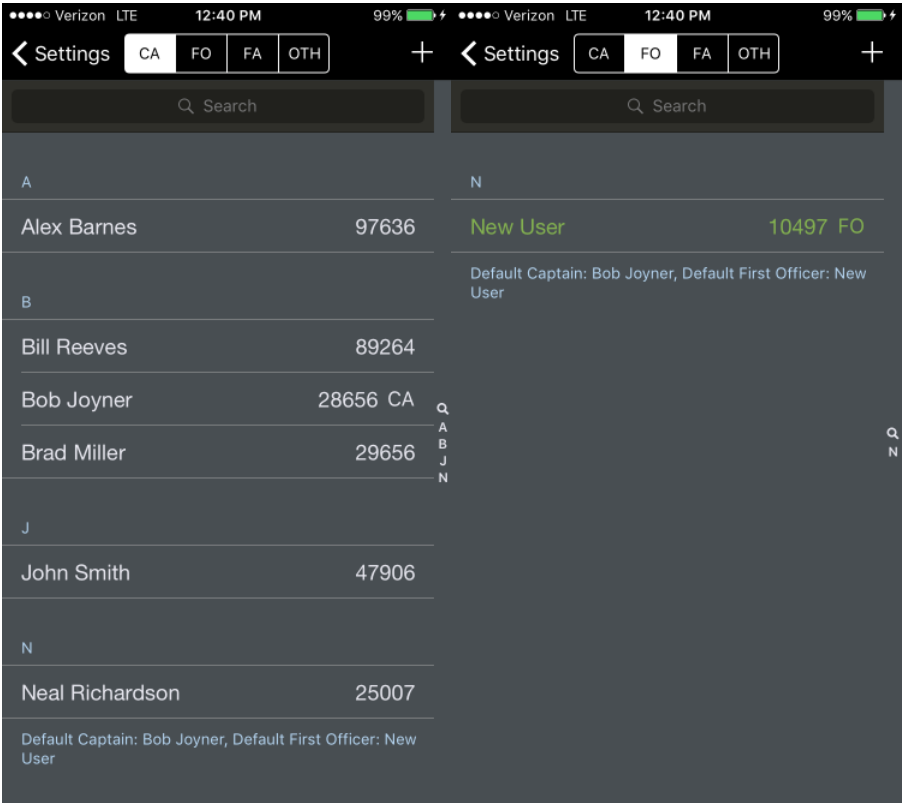 Verizon LTE 12:40 PM 99%
Settings CA FO FA OTH +
Search
A
Alex Barnes 97636
B
Bill Reeves 89264
Bob Joyner 28656 CA
Brad Miller 29656
J
John Smith 47906
N
Neal Richardson 25007
Default Captain: Bob Joyner, Default First Officer: New
User
A
B
J
N
Verizon LTE 12:40 PM 99%
Settings CA FO FA OTH +
Search
N
New User 10497 FO
Default Captain: Bob Joyner, Default First Officer: New
User
N